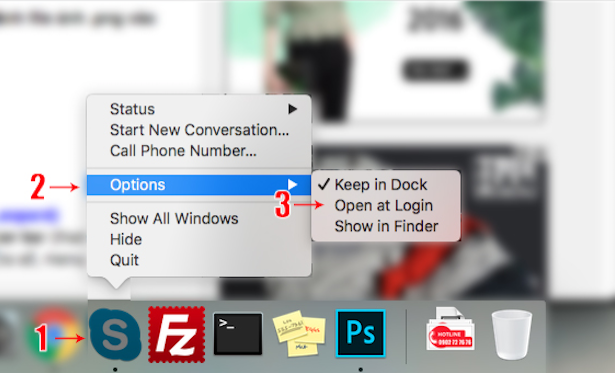 2016
Status
Start New Conversation...
Call Phone Number...
2
Options
Keep in Dock
3
Open at Login
Show in Finder
Show All Windows
Hide
Quit
1
S
Fz
>_
Ps
HOTLINE